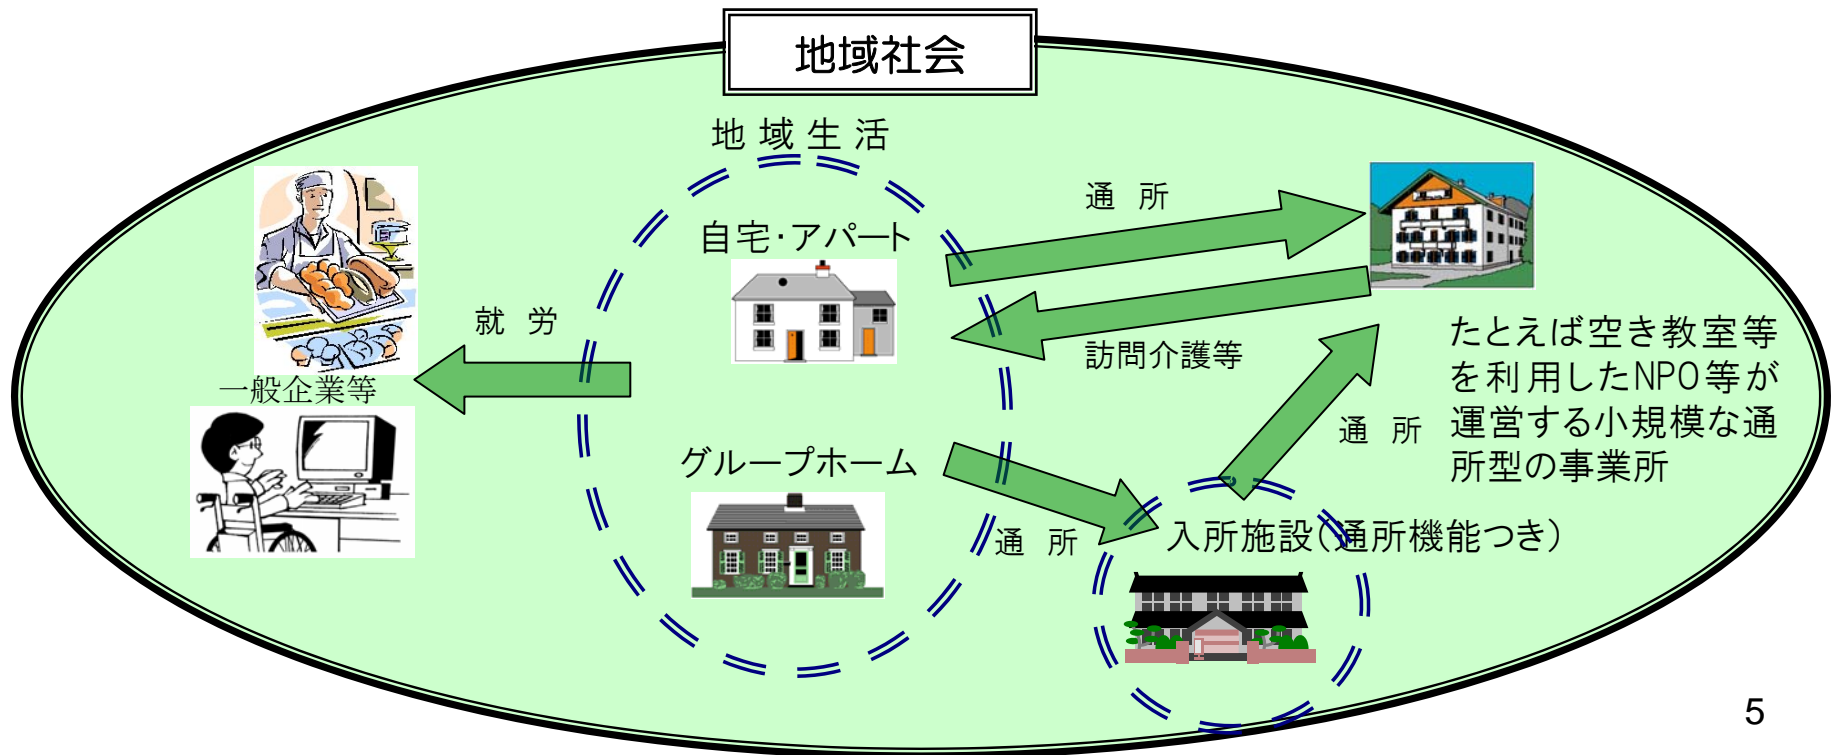 地域社会
地域生活
自宅・アパート
通 所
就 労
一般企業等
訪問介護等
たとえば空き教室等
を利用したNPO等が
運営する小規模な通
所型の事業所
通 所
グループホーム
通 所
入所施設（通所機能つき）
5